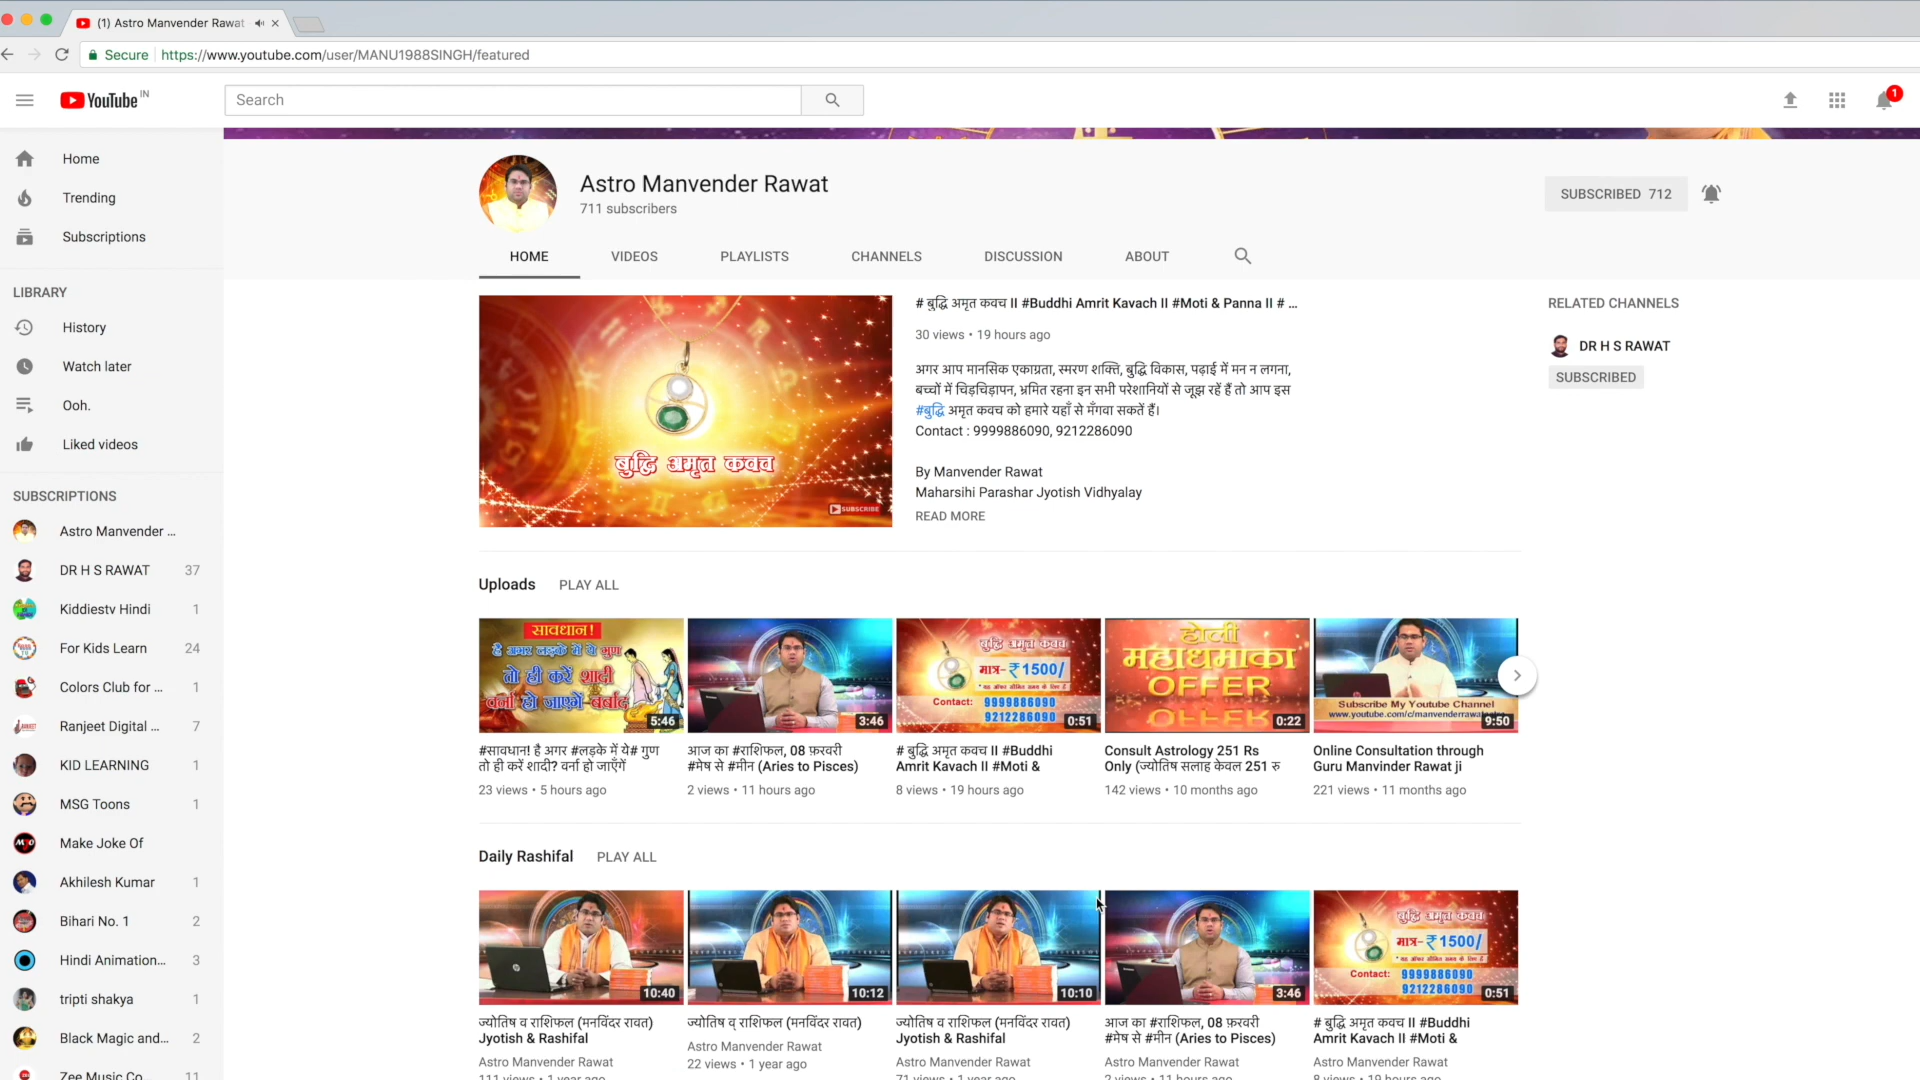 (1) Astro Manvender Rawat
Secure https://www.youtube.com/user/MANU1988SINGH/featured
YouTube IN
Search
1
Home
Trending
Subscriptions
LIBRARY
History
Watch later
Ooh.
Liked videos
SUBSCRIPTIONS
Astro Manvender ...
DR H S RAWAT 37
Kiddiestv Hindi 1
For Kids Learn 24
Colors Club for ... 1
Ranjeet Digital ... 7
KID LEARNING 1
MSG Toons 1
Make Joke Of
Akhilesh Kumar 1
Bihari No. 1 2
Hindi Animation... 3
tripti shakya 1
Black Magic and... 2
Zee Music Co... 11
Astro Manvender Rawat
711 subscribers
SUBSCRIBED 712
HOME VIDEOS PLAYLISTS CHANNELS DISCUSSION ABOUT
बुद्धि अमृत कवच
SUBSCRIBE
# बुद्धि अमृत कवच II #Buddhi Amrit Kavach II #Moti & Panna II # ...
30 views • 19 hours ago
अगर आप मानसिक एकाग्रता, स्मरण शक्ति, बुद्धि विकास, पढ़ाई में मन न लगना,
बच्चों में चिड़चिड़ापन, भ्रमित रहना इन सभी परेशानियों से जूझ रहें हैं तो आप इस
#बुद्धि अमृत कवच को हमारे यहाँ से मँगवा सकतें हैं।
Contact : 9999886090, 9212286090
By Manvender Rawat
Maharsihi Parashar Jyotish Vidhyalay
READ MORE
RELATED CHANNELS
DR H S RAWAT
SUBSCRIBED
Uploads PLAY ALL
सावधान!
है अगर लड़के में ये गुण
तो ही करें शादी
वर्ना हो जाएंगे बर्बाद
5:46
#सावधान! है अगर #लड़के में ये# गुण
तो ही करें शादी? वर्ना हो जाएँगें
23 views • 5 hours ago
3:46
आज का #राशिफल, 08 फ़रवरी
#मेष से #मीन (Aries to Pisces)
2 views • 11 hours ago
बुद्धि अमृत कवच
मात्र- ₹1500/
Contact: 9999886090
9212286090
0:51
# बुद्धि अमृत कवच II #Buddhi
Amrit Kavach II #Moti &
8 views • 19 hours ago
होली
महाधमाका
OFFER
0:22
Consult Astrology 251 Rs
Only (ज्योतिष सलाह केवल 251 रु
142 views • 10 months ago
Subscribe My Youtube Channel
9:50
Online Consultation through
Guru Manvinder Rawat ji
221 views • 11 months ago
Daily Rashifal PLAY ALL
10:40
ज्योतिष व राशिफल (मनविंदर रावत)
Jyotish & Rashifal
Astro Manvender Rawat
111 views • 1 year ago
10:12
ज्योतिष व् राशिफल (मनविंदर रावत)
Astro Manvender Rawat
22 views • 1 year ago
10:10
ज्योतिष व राशिफल (मनविंदर रावत)
Jyotish & Rashifal
Astro Manvender Rawat
71 views • 1 year ago
3:46
आज का #राशिफल, 08 फ़रवरी
#मेष से #मीन (Aries to Pisces)
Astro Manvender Rawat
2 views • 11 hours ago
बुद्धि अमृत कवच
मात्र- ₹1500/
Contact: 9999886090
9212286090
0:51
# बुद्धि अमृत कवच II #Buddhi
Amrit Kavach II #Moti &
Astro Manvender Rawat
8 views • 19 hours ago